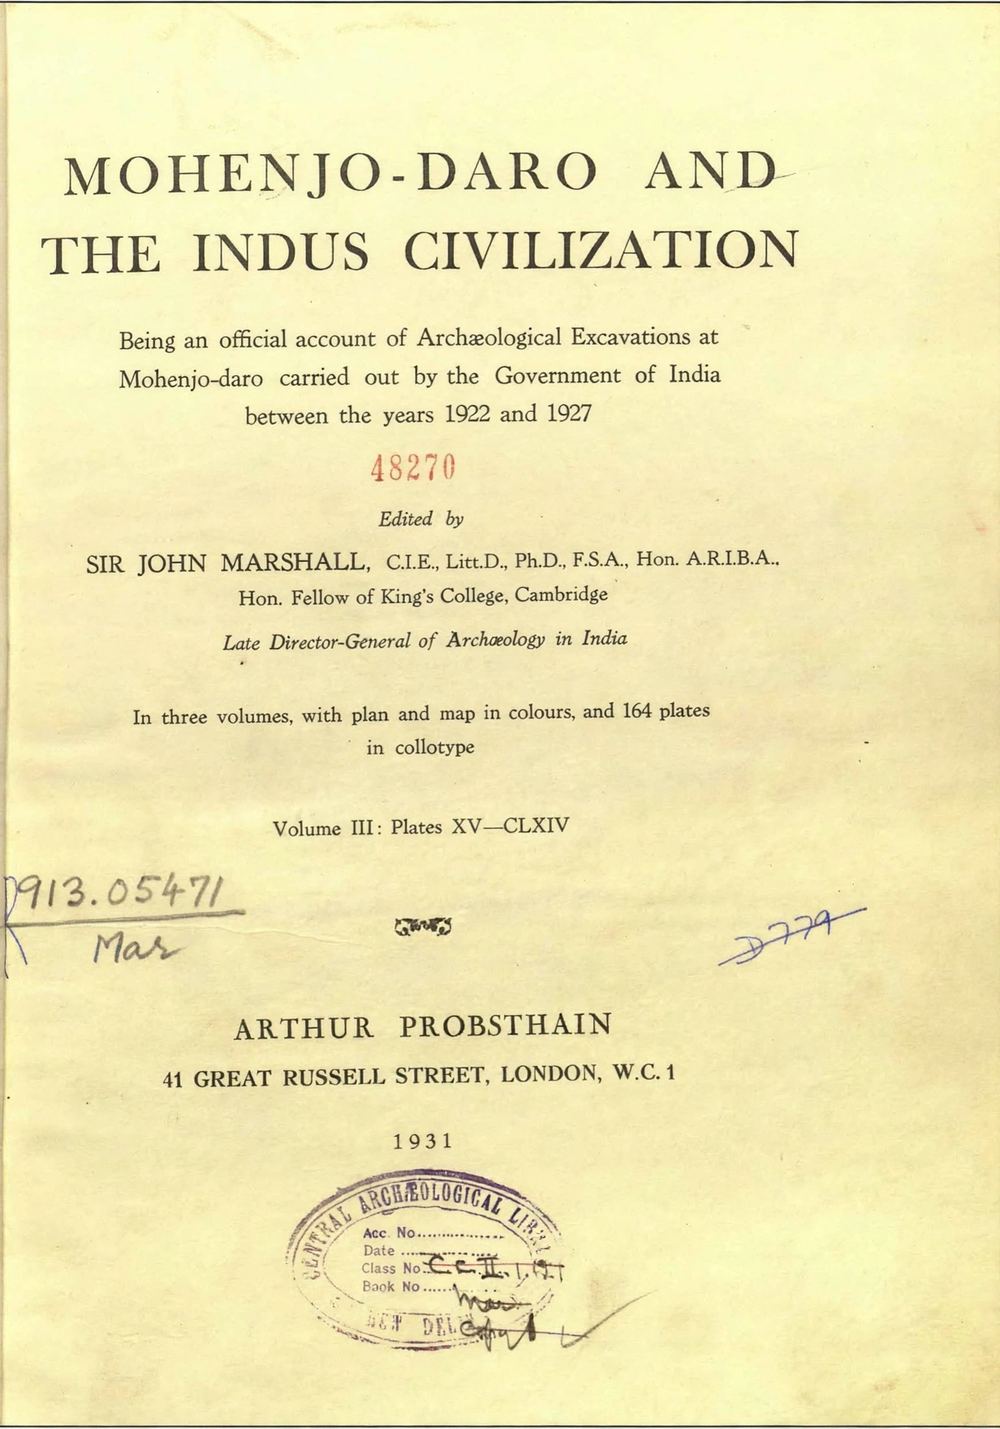 MOHENJO-DARO AND
THE INDUS CIVILIZATION
Being an official account of Archæological Excavations at
Mohenjo-daro carried out by the Government of India
between the years 1922 and 1927
48270
Edited by
SIR JOHN MARSHALL, C.I.E., Litt.D., Ph.D., F.S.A., Hon. A.R.I.B.A.,
Hon. Fellow of King's College, Cambridge
Late Director-General of Archæology in India
In three volumes, with plan and map in colours, and 164 plates
in collotype
Volume III: Plates XV—CLXIV
913.05471
Mar
D779
ARTHUR PROBSTHAIN
41 GREAT RUSSELL STREET, LONDON, W.C.1
1931
CENTRAL ARCHÆOLOGICAL
Acc. No.
Date
Class No.
Book No.
Mar